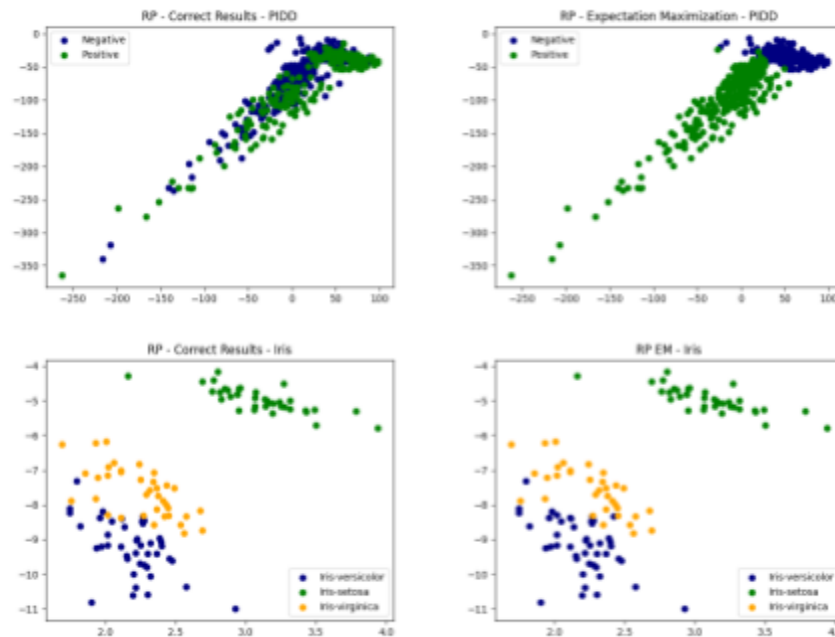 RP - Correct Results - PIDD
Negative
Positive
0
−50
−100
−150
−200
−250
−300
−350
−250 −200 −150 −100 −50 0 50 100
RP - Expectation Maximization - PIDD
Negative
Positive
0
−50
−100
−150
−200
−250
−300
−350
−250 −200 −150 −100 −50 0 50 100
RP - Correct Results - Iris
−4
−5
−6
−7
−8
−9
−10
−11
Iris-versicolor
Iris-setosa
Iris-virginica
2.0 2.5 3.0 3.5 4.0
RP EM - Iris
−4
−5
−6
−7
−8
−9
−10
−11
Iris-versicolor
Iris-setosa
Iris-virginica
2.0 2.5 3.0 3.5 4.0